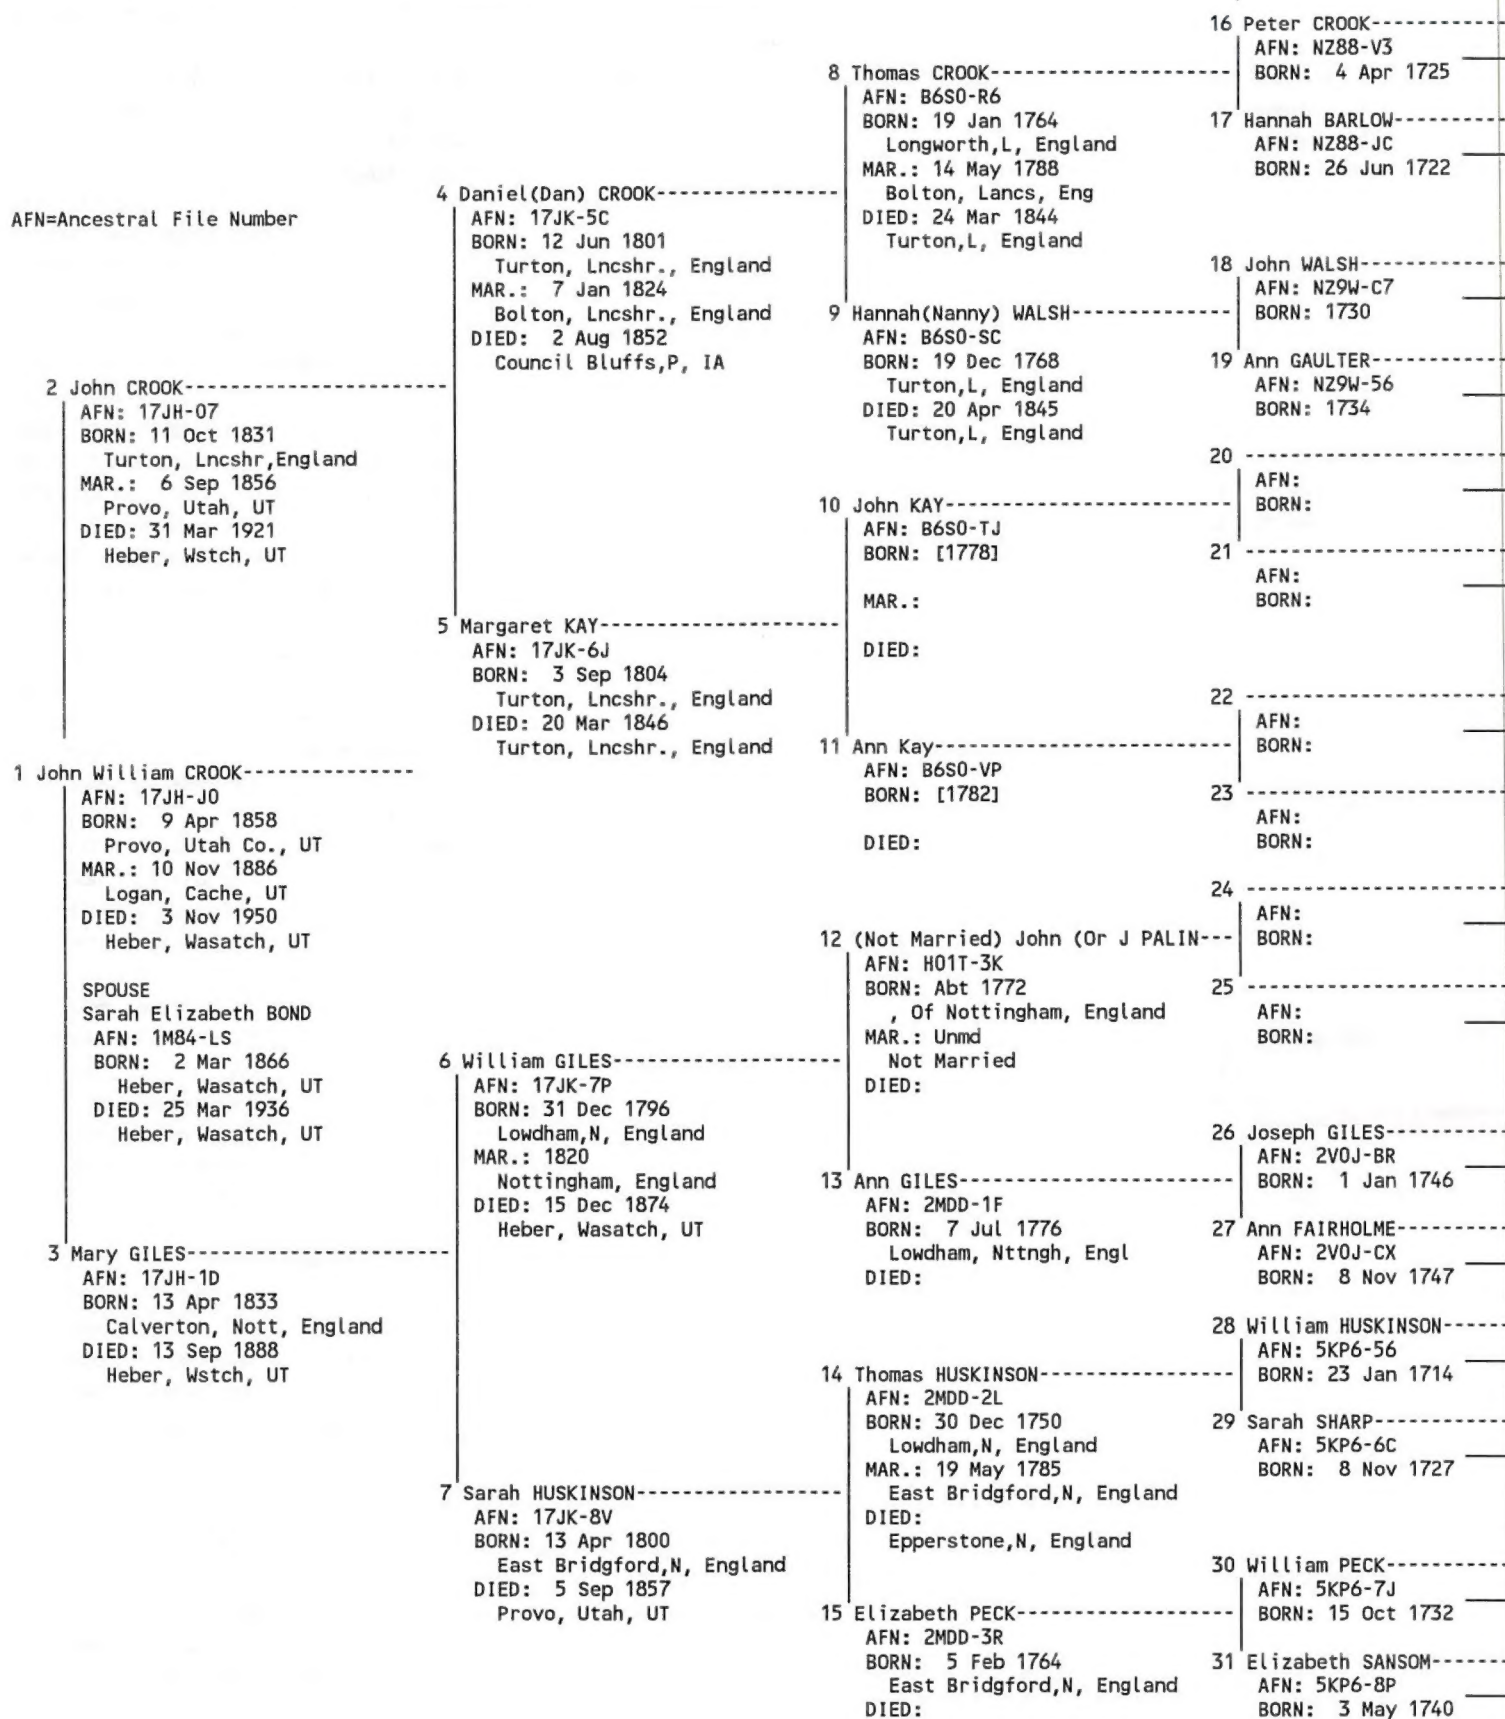 AFN=Ancestral File Number
1 John William CROOK---------------
AFN: 17JH-J0
BORN:  9 Apr 1858
Provo, Utah Co., UT
MAR.: 10 Nov 1886
Logan, Cache, UT
DIED:  3 Nov 1950
Heber, Wasatch, UT
SPOUSE
Sarah Elizabeth BOND
AFN: 1M84-LS
BORN:  2 Mar 1866
Heber, Wasatch, UT
DIED: 25 Mar 1936
Heber, Wasatch, UT
2 John CROOK-----------------------
AFN: 17JH-07
BORN: 11 Oct 1831
Turton, Lncshr,England
MAR.:  6 Sep 1856
Provo, Utah, UT
DIED: 31 Mar 1921
Heber, Wstch, UT
3 Mary GILES-----------------------
AFN: 17JH-1D
BORN: 13 Apr 1833
Calverton, Nott, England
DIED: 13 Sep 1888
Heber, Wstch, UT
4 Daniel(Dan) CROOK----------------
AFN: 17JK-5C
BORN: 12 Jun 1801
Turton, Lncshr., England
MAR.:  7 Jan 1824
Bolton, Lncshr., England
DIED:  2 Aug 1852
Council Bluffs,P, IA
5 Margaret KAY---------------------
AFN: 17JK-6J
BORN:  3 Sep 1804
Turton, Lncshr., England
DIED: 20 Mar 1846
Turton, Lncshr., England
6 William GILES--------------------
AFN: 17JK-7P
BORN: 31 Dec 1796
Lowdham,N, England
MAR.: 1820
Nottingham, England
DIED: 15 Dec 1874
Heber, Wasatch, UT
7 Sarah HUSKINSON------------------
AFN: 17JK-8V
BORN: 13 Apr 1800
East Bridgford,N, England
DIED:  5 Sep 1857
Provo, Utah, UT
8 Thomas CROOK---------------------
AFN: B6S0-R6
BORN: 19 Jan 1764
Longworth,L, England
MAR.: 14 May 1788
Bolton, Lancs, Eng
DIED: 24 Mar 1844
Turton,L, England
9 Hannah(Nanny) WALSH--------------
AFN: B6S0-SC
BORN: 19 Dec 1768
Turton,L, England
DIED: 20 Apr 1845
Turton,L, England
10 John KAY-------------------------
AFN: B6S0-TJ
BORN: [1778]
MAR.:
DIED:
11 Ann Kay--------------------------
AFN: B6S0-VP
BORN: [1782]
DIED:
12 (Not Married) John (Or J PALIN---
AFN: H01T-3K
BORN: Abt 1772
, Of Nottingham, England
MAR.: Unmd
Not Married
DIED:
13 Ann GILES------------------------
AFN: 2MDD-1F
BORN:  7 Jul 1776
Lowdham, Nttngh, Engl
DIED:
14 Thomas HUSKINSON-----------------
AFN: 2MDD-2L
BORN: 30 Dec 1750
Lowdham,N, England
MAR.: 19 May 1785
East Bridgford,N, England
DIED:
Epperstone,N, England
15 Elizabeth PECK-------------------
AFN: 2MDD-3R
BORN:  5 Feb 1764
East Bridgford,N, England
DIED:
16 Peter CROOK-----------
AFN: NZ88-V3
BORN:  4 Apr 1725
17 Hannah BARLOW---------
AFN: NZ88-JC
BORN: 26 Jun 1722
18 John WALSH------------
AFN: NZ9W-C7
BORN: 1730
19 Ann GAULTER-----------
AFN: NZ9W-56
BORN: 1734
20 ----------------------
AFN:
BORN:
21 ----------------------
AFN:
BORN:
22 ----------------------
AFN:
BORN:
23 ----------------------
AFN:
BORN:
24 ----------------------
AFN:
BORN:
25 ----------------------
AFN:
BORN:
26 Joseph GILES----------
AFN: 2V0J-BR
BORN:  1 Jan 1746
27 Ann FAIRHOLME---------
AFN: 2V0J-CX
BORN:  8 Nov 1747
28 William HUSKINSON-----
AFN: 5KP6-56
BORN: 23 Jan 1714
29 Sarah SHARP-----------
AFN: 5KP6-6C
BORN:  8 Nov 1727
30 William PECK----------
AFN: 5KP6-7J
BORN: 15 Oct 1732
31 Elizabeth SANSOM------
AFN: 5KP6-8P
BORN:  3 May 1740